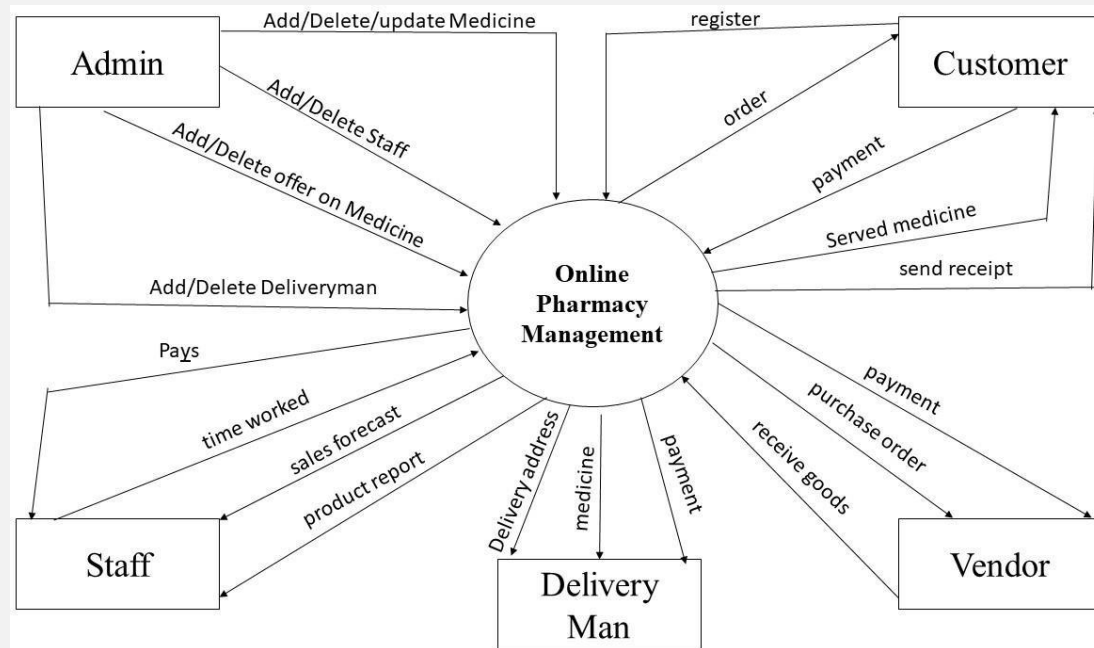 Add/Delete/update Medicine
register
Admin
Customer
Add/Delete Staff
order
Add/Delete offer on Medicine
payment
Served medicine
Add/Delete Deliveryman
send receipt
Online
Pharmacy
Management
Pays
time worked
sales forecast
product report
Delivery address
medicine
payment
payment
purchase order
receive goods
Staff
Delivery
Man
Vendor